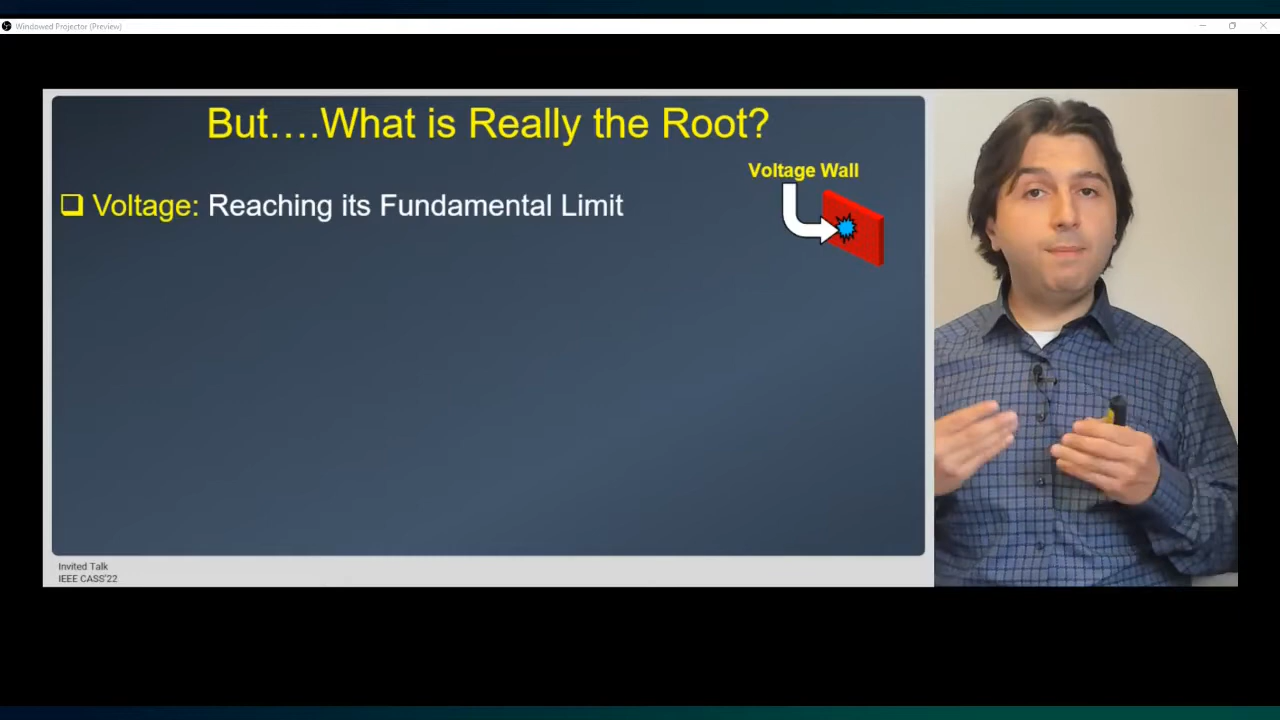 Windowed Projector (Preview)
But....What is Really the Root?
Voltage Wall
Voltage: Reaching its Fundamental Limit
Invited Talk
IEEE CASS'22